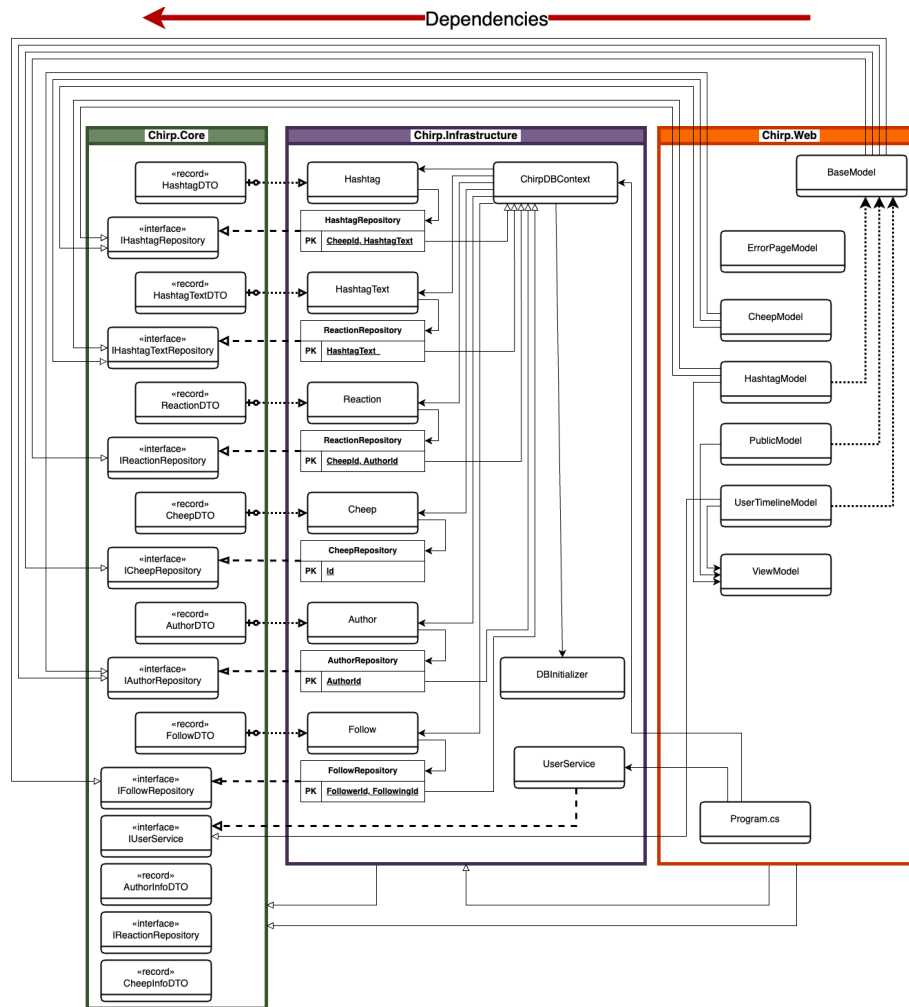 Dependencies
Chirp.Core
«record»
HashtagDTO
«interface»
IHashtagRepository
«record»
HashtagTextDTO
«interface»
IHashtagTextRepository
«record»
ReactionDTO
«interface»
IReactionRepository
«record»
CheepDTO
«interface»
ICheepRepository
«record»
AuthorDTO
«interface»
IAuthorRepository
«record»
FollowDTO
«interface»
IFollowRepository
«interface»
IUserService
«record»
AuthorInfoDTO
«interface»
IReactionRepository
«record»
CheepInfoDTO
Chirp.Infrastructure
Hashtag
ChirpDBContext
HashtagRepository
PK CheepId, HashtagText
HashtagText
ReactionRepository
PK HashtagText
Reaction
ReactionRepository
PK CheepId, AuthorId
Cheep
CheepRepository
PK Id
Author
AuthorRepository
PK AuthorId
DBInitializer
Follow
FollowRepository
PK FollowerId, FollowingId
UserService
Chirp.Web
BaseModel
ErrorPageModel
CheepModel
HashtagModel
PublicModel
UserTimelineModel
ViewModel
Program.cs